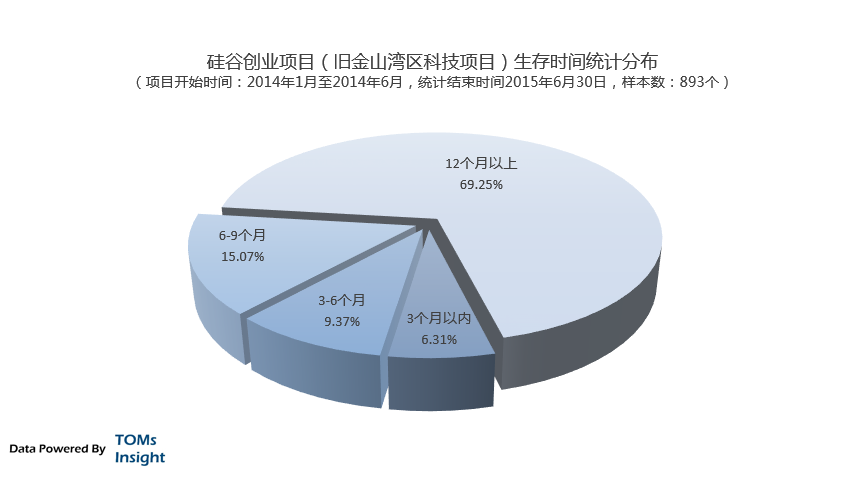 硅谷创业项目（旧金山湾区科技项目）生存时间统计分布
（项目开始时间：2014年1月至2014年6月，统计结束时间2015年6月30日，样本数：893个）
12个月以上
69.25%
6-9个月
15.07%
3-6个月
9.37%
3个月以内
6.31%
Data Powered By
TOMs
Insight